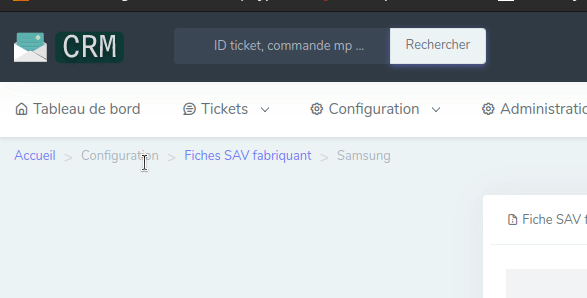 CRM
ID ticket, commande mp ...
Rechercher
Tableau de bord Tickets Configuration
Accueil > Configuration > Fiches SAV fabriquant > Samsung
Fiche SAV